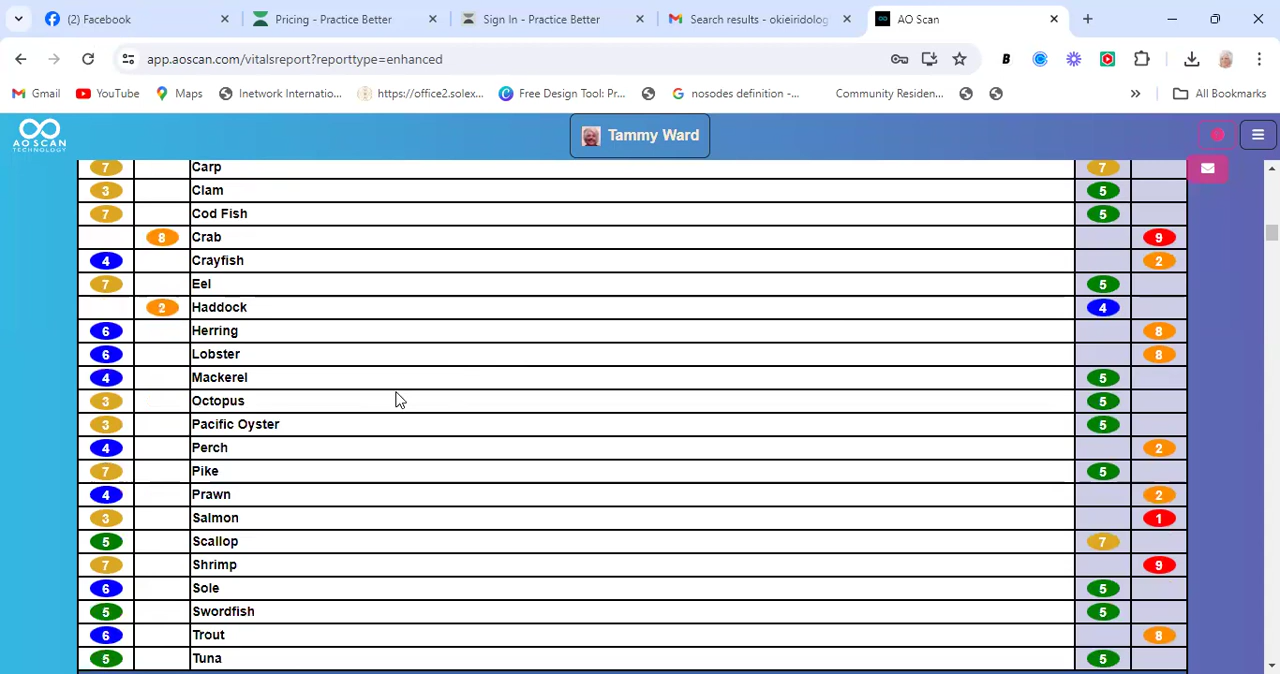 (2) Facebook
Pricing - Practice Better
Sign In - Practice Better
Search results - okieiridolog
AO Scan
app.aoscan.com/vitalsreport?reporttype=enhanced
Gmail
YouTube
Maps
Inetwork Internatio...
https://office2.solex...
Free Design Tool: Pr...
nosodes definition -...
Community Residen...
All Bookmarks
AO SCAN
TECHNOLOGY
Tammy Ward
7 Carp 7
3 Clam 5
7 Cod Fish 5
8 Crab 9
4 Crayfish 2
7 Eel 5
2 Haddock 4
6 Herring 8
6 Lobster 8
4 Mackerel 5
3 Octopus 5
3 Pacific Oyster 5
4 Perch 2
7 Pike 5
4 Prawn 2
3 Salmon 1
5 Scallop 7
7 Shrimp 9
6 Sole 5
5 Swordfish 5
6 Trout 8
5 Tuna 5